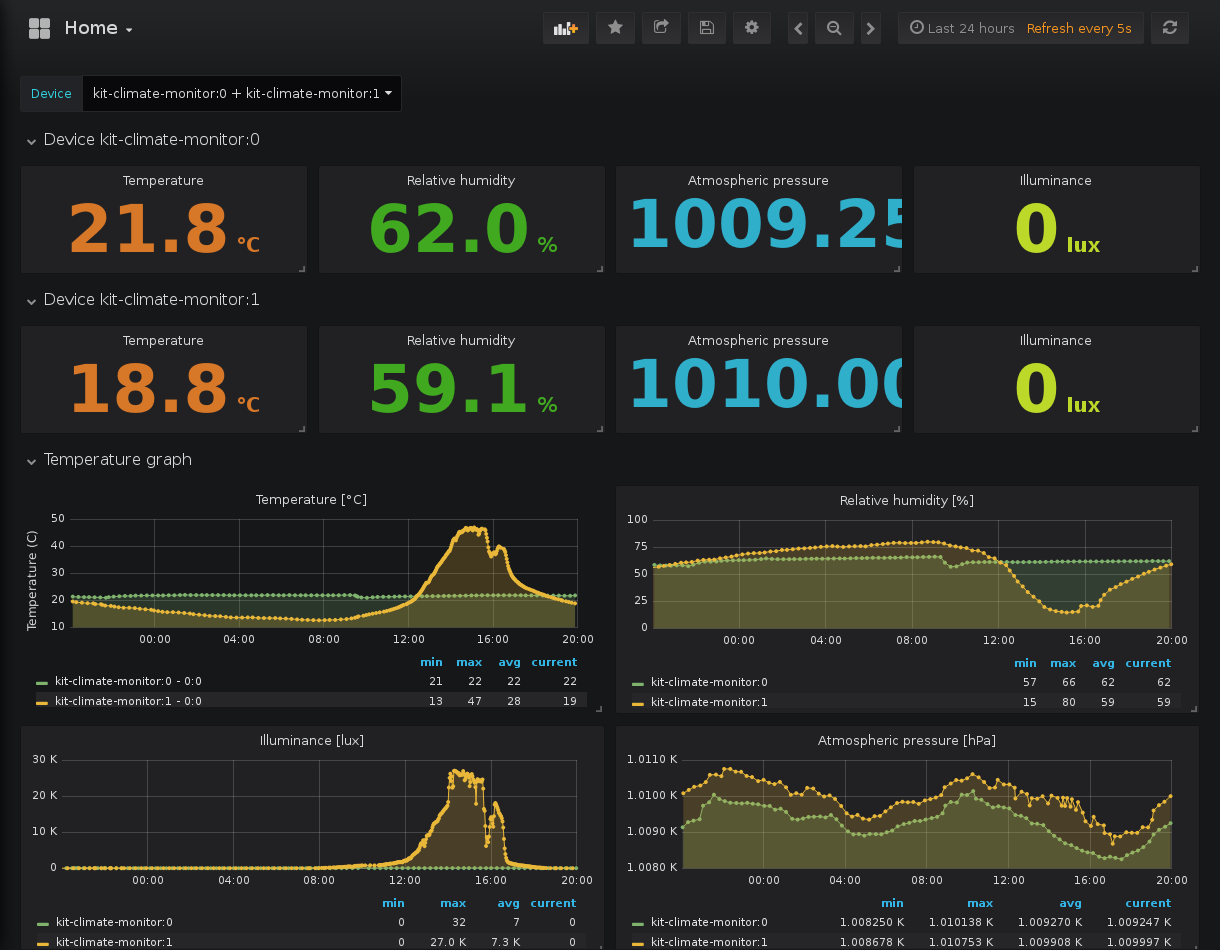 Home
Last 24 hours Refresh every 5s
Device kit-climate-monitor:0 + kit-climate-monitor:1
Device kit-climate-monitor:0
Temperature Relative humidity Atmospheric pressure Illuminance
21.8 °C 62.0 % 1009.25 0 lux
Device kit-climate-monitor:1
Temperature Relative humidity Atmospheric pressure Illuminance
18.8 °C 59.1 % 1010.00 0 lux
Temperature graph
Temperature [°C]
Temperature (C)
50
40
30
20
10
00:00 04:00 08:00 12:00 16:00 20:00
min max avg current
kit-climate-monitor:0 - 0:0 21 22 22 22
kit-climate-monitor:1 - 0:0 13 47 28 19
Relative humidity [%]
100
75
50
25
0
00:00 04:00 08:00 12:00 16:00 20:00
min max avg current
kit-climate-monitor:0 57 66 62 62
kit-climate-monitor:1 15 80 59 59
Illuminance [lux]
30 K
20 K
10 K
0
00:00 04:00 08:00 12:00 16:00 20:00
min max avg current
kit-climate-monitor:0 0 32 7 0
kit-climate-monitor:1 0 27.0 K 7.3 K 0
Atmospheric pressure [hPa]
1.0110 K
1.0100 K
1.0090 K
1.0080 K
00:00 04:00 08:00 12:00 16:00 20:00
min max avg current
kit-climate-monitor:0 1.008250 K 1.010138 K 1.009270 K 1.009247 K
kit-climate-monitor:1 1.008678 K 1.010753 K 1.009908 K 1.009997 K